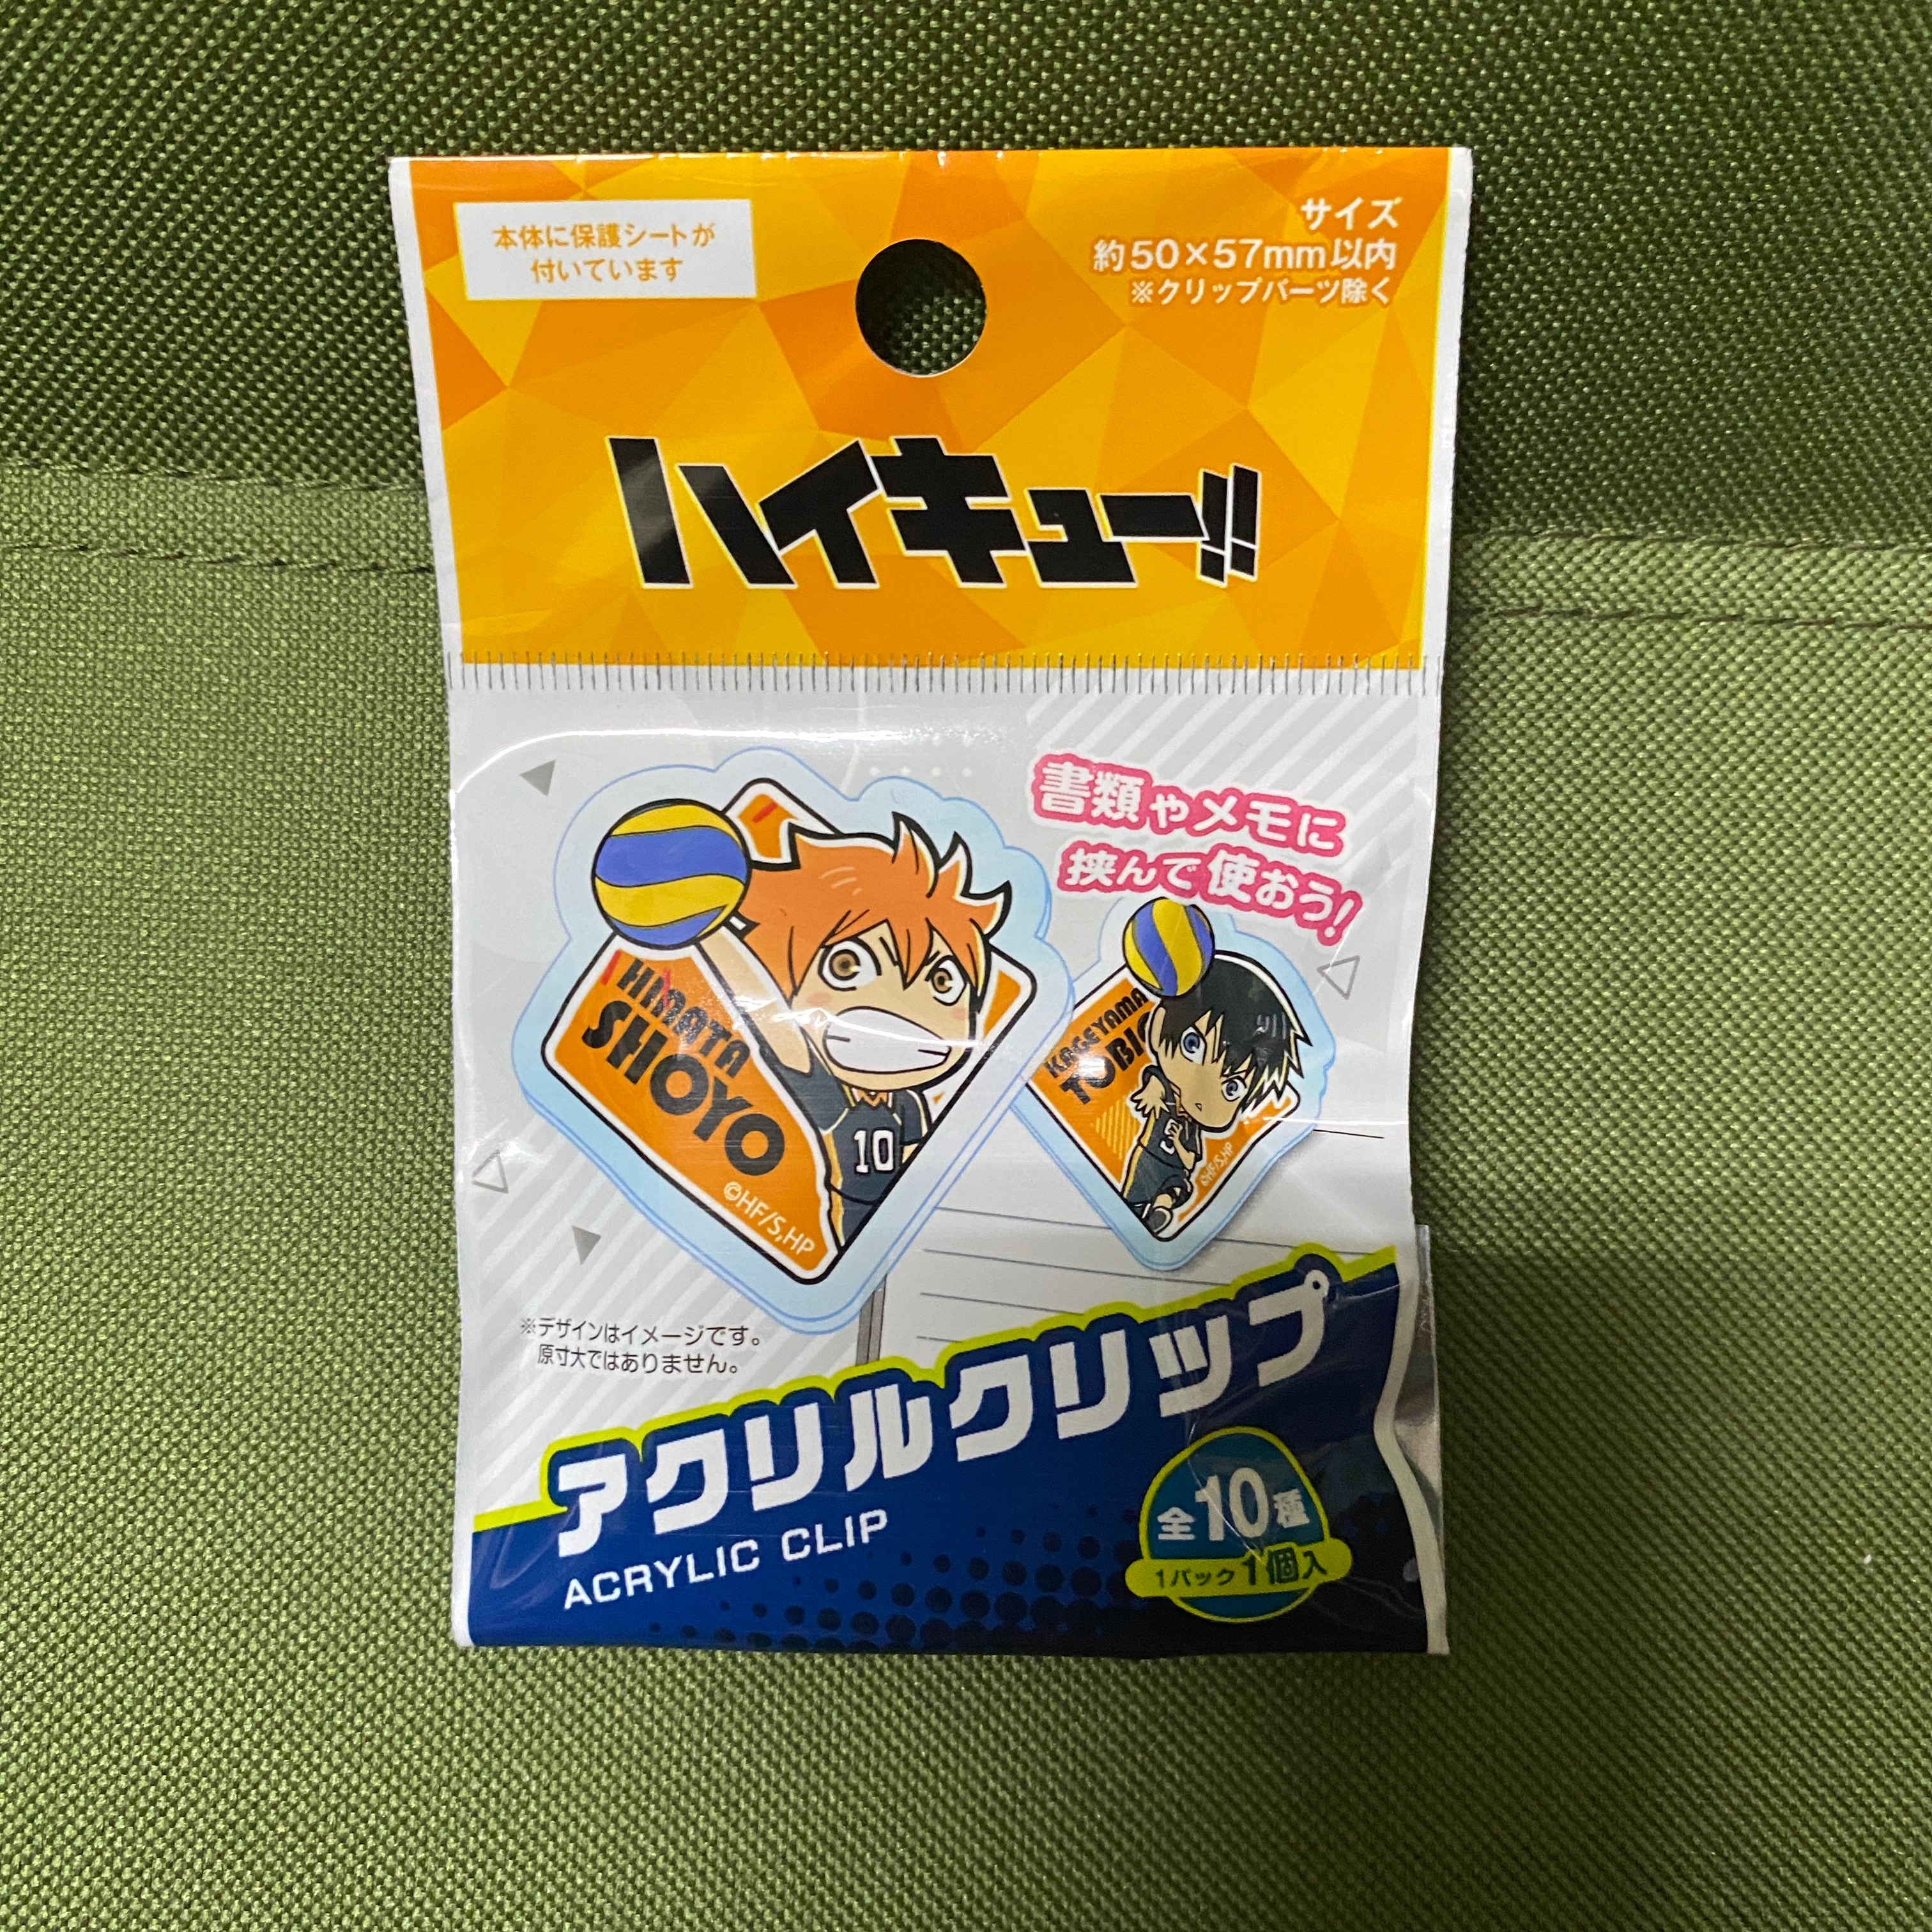 本体に保護シートが
付いています
サイズ
約50×57mm以内
※クリップパーツ除く
ハイキュー!!
書類やメモに
挟んで使おう!
HINATA
SHOYO
10
©HF/S,HP
KAGEYAMA
©HF/S,HP
※デザインはイメージです。
原寸大ではありません。
アクリルクリップ
ACRYLIC CLIP
全10種
1パック1個入